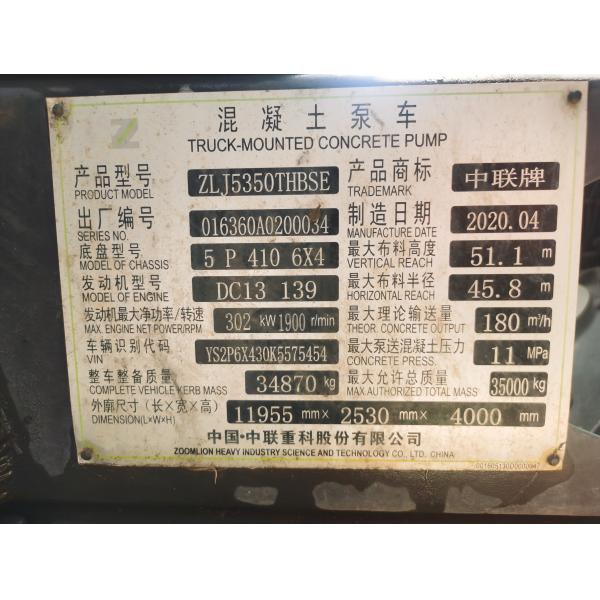 Z
混凝土泵车
TRUCK-MOUNTED CONCRETE PUMP
产品型号 ZLJ5350THBSE 产品商标 中联牌
PRODUCT MODEL TRADEMARK
出厂编号 016360A0200034 制造日期 2020.04
SERIES NO. MANUFACTURE DATE
底盘型号 5 P 410 6X4 最大布料高度 51.1 m
MODEL OF CHASSIS VERTICAL REACH
发动机型号 DC13 139 最大布料半径 45.8 m
MODEL OF ENGINE HORIZONTAL REACH
发动机最大净功率/转速 302 kW 1900 r/min 最大理论输送量 180 m³/h
MAX. ENGINE NET POWER/RPM THEOR. CONCRETE OUTPUT
车辆识别代码 YS2P6X430K5575454 最大泵送混凝土压力 11 MPa
VIN CONCRETE PRESS.
整车整备质量 34870 kg 最大允许总质量 35000 kg
COMPLETE VEHICLE KERB MASS MAX AUTHORIZED TOTAL MASS
外廓尺寸（长×宽×高） 11955 mm× 2530 mm× 4000 mm
DIMENSION(L×W×H)
中国·中联重科股份有限公司
ZOOMLION HEAVY INDUSTRY SCIENCE AND TECHNOLOGY CO., LTD. CHINA